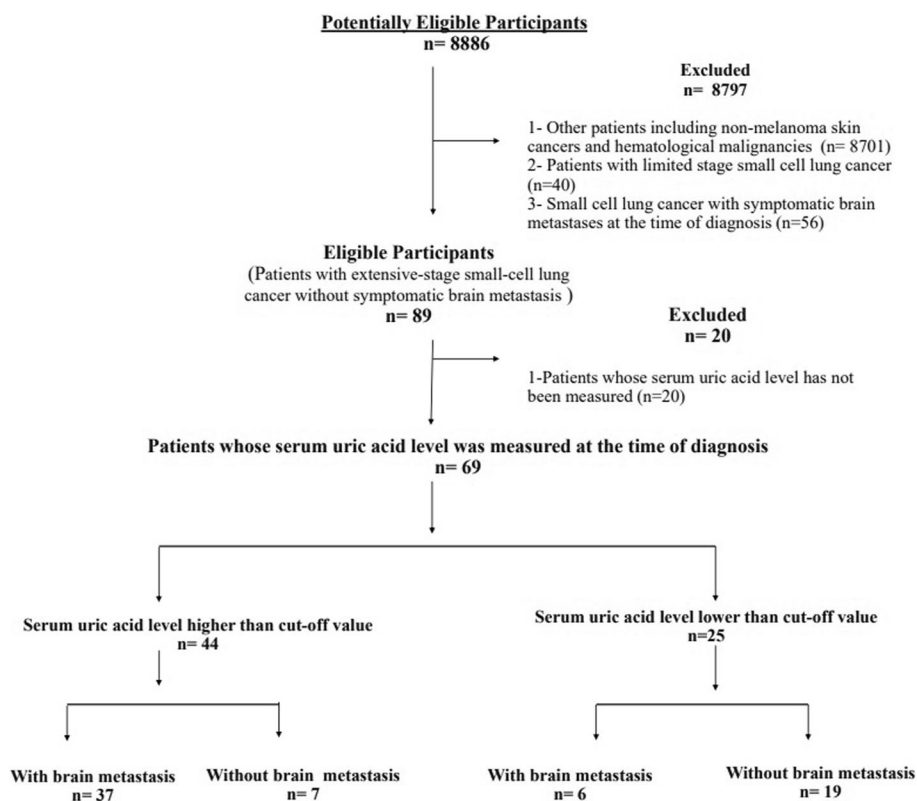 Potentially Eligible Participants
n= 8886
Excluded
n= 8797
1- Other patients including non-melanoma skin
cancers and hematological malignancies (n= 8701)
2- Patients with limited stage small cell lung cancer
(n=40)
3- Small cell lung cancer with symptomatic brain
metastases at the time of diagnosis (n=56)
Eligible Participants
(Patients with extensive-stage small-cell lung
cancer without symptomatic brain metastasis )
n= 89
Excluded
n= 20
1-Patients whose serum uric acid level has not
been measured (n=20)
Patients whose serum uric acid level was measured at the time of diagnosis
n= 69
Serum uric acid level higher than cut-off value
n= 44
Serum uric acid level lower than cut-off value
n=25
With brain metastasis
n= 37
Without brain metastasis
n= 7
With brain metastasis
n= 6
Without brain metastasis
n= 19